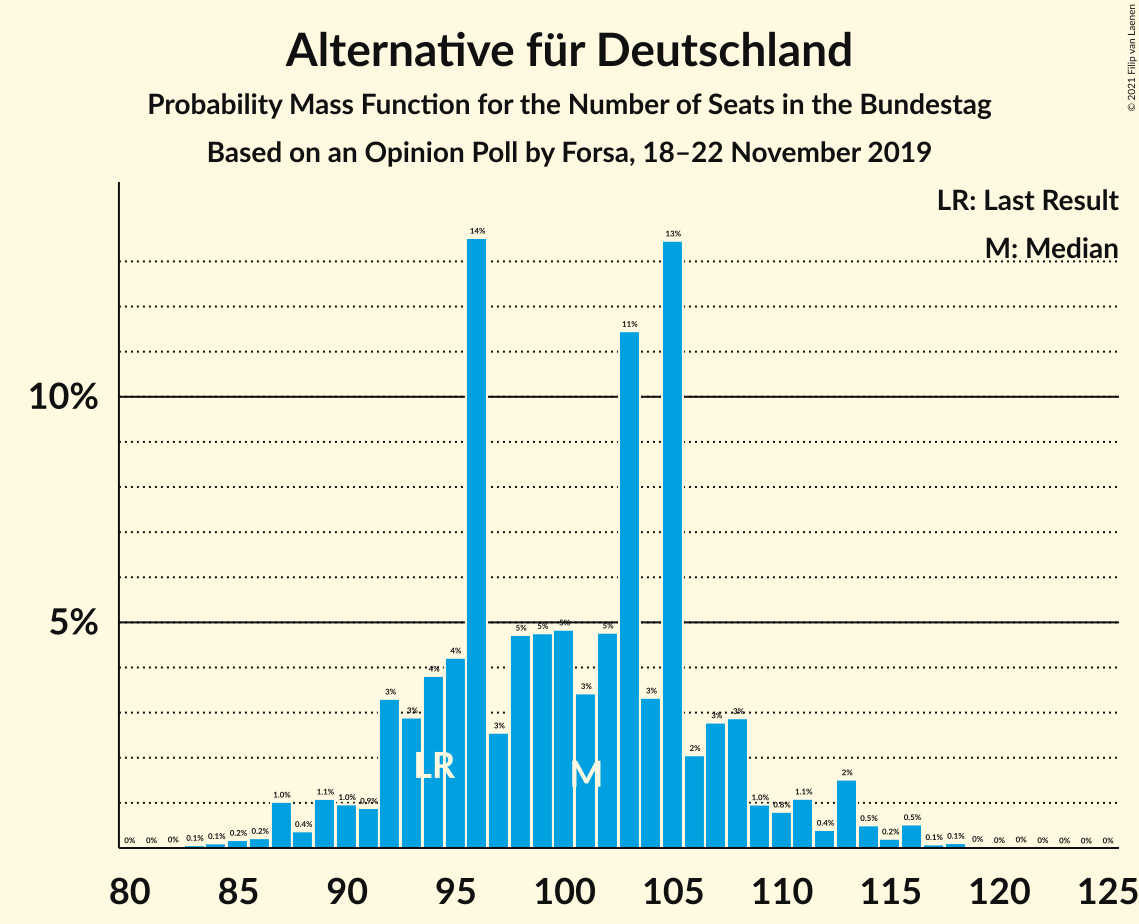 © 2021 Filip van Laenen
Alternative für Deutschland
Probability Mass Function for the Number of Seats in the Bundestag
Based on an Opinion Poll by Forsa, 18–22 November 2019
LR: Last Result
M: Median
10%
5%
0% 0% 0% 0.1% 0.1% 0.2% 0.2% 1.0% 0.4% 1.1% 1.0% 0.9% 3% 3% 4% 4% 14% 3% 5% 5% 5% 3% 5% 11% 3% 13% 2% 3% 3% 1.0% 0.8% 1.1% 0.4% 2% 0.5% 0.2% 0.5% 0.1% 0.1% 0% 0% 0% 0% 0% 0% 0%
LR M
80 85 90 95 100 105 110 115 120 125